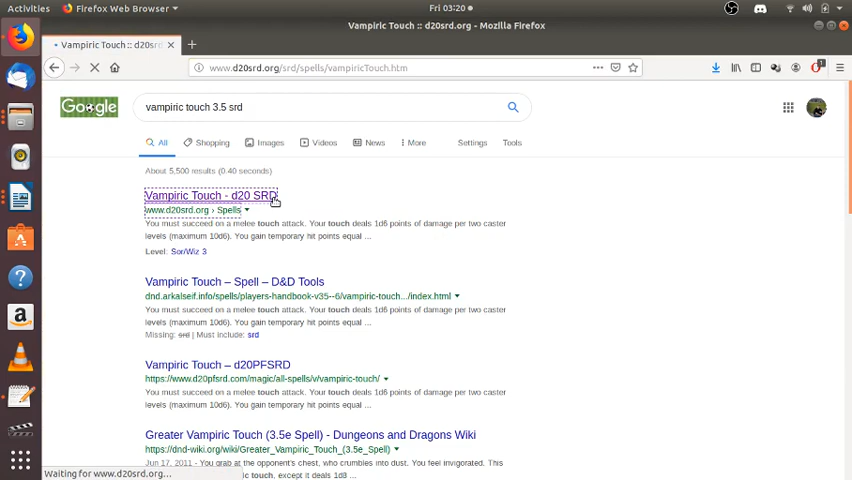 Activities Firefox Web Browser Fri 03:20
Vampiric Touch :: d20srd.org - Mozilla Firefox
Vampiric Touch :: d20srd
www.d20srd.org/srd/spells/vampiricTouch.htm
Google vampiric touch 3.5 srd
All Shopping Images Videos News More Settings Tools
About 5,500 results (0.40 seconds)
Vampiric Touch - d20 SRD
www.d20srd.org › Spells
You must succeed on a melee touch attack. Your touch deals 1d6 points of damage per two caster
levels (maximum 10d6). You gain temporary hit points equal ...
Level: Sor/Wiz 3
Vampiric Touch – Spell – D&D Tools
dnd.arkalseif.info/spells/players-handbook-v35--6/vampiric-touch.../index.html
You must succeed on a melee touch attack. Your touch deals 1d6 points of damage per two caster
levels (maximum 10d6). You gain temporary hit points equal ...
Missing: srd | Must include: srd
Vampiric Touch – d20PFSRD
https://www.d20pfsrd.com/magic/all-spells/v/vampiric-touch/
You must succeed on a melee touch attack. Your touch deals 1d6 points of damage per two caster
levels (maximum 10d6). You gain temporary hit points equal ...
Greater Vampiric Touch (3.5e Spell) - Dungeons and Dragons Wiki
https://dnd-wiki.org/wiki/Greater_Vampiric_Touch_(3.5e_Spell)
Jun 17, 2011 - You grab at the opponent's chest, who crumbles into dust. You feel invigorated. This
Waiting for www.d20srd.org... touch, except it deals 1d8 ...